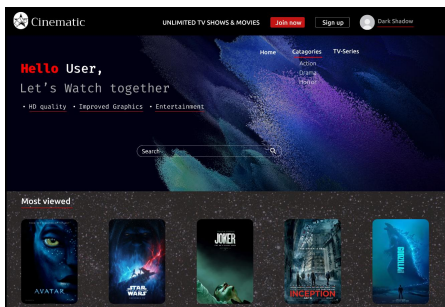 Cinematic
UNLIMITED TV SHOWS & MOVIES
Join now
Sign up
Dark Shadow
Home
Catagories
TV-Series
Action
Drama
Horror
Hello User,
Let's Watch together
• HD quality • Improved Graphics • Entertainment
Search
Most viewed
AVATAR
STAR
WARS
JOKER
INCEPTION
GODZILLA